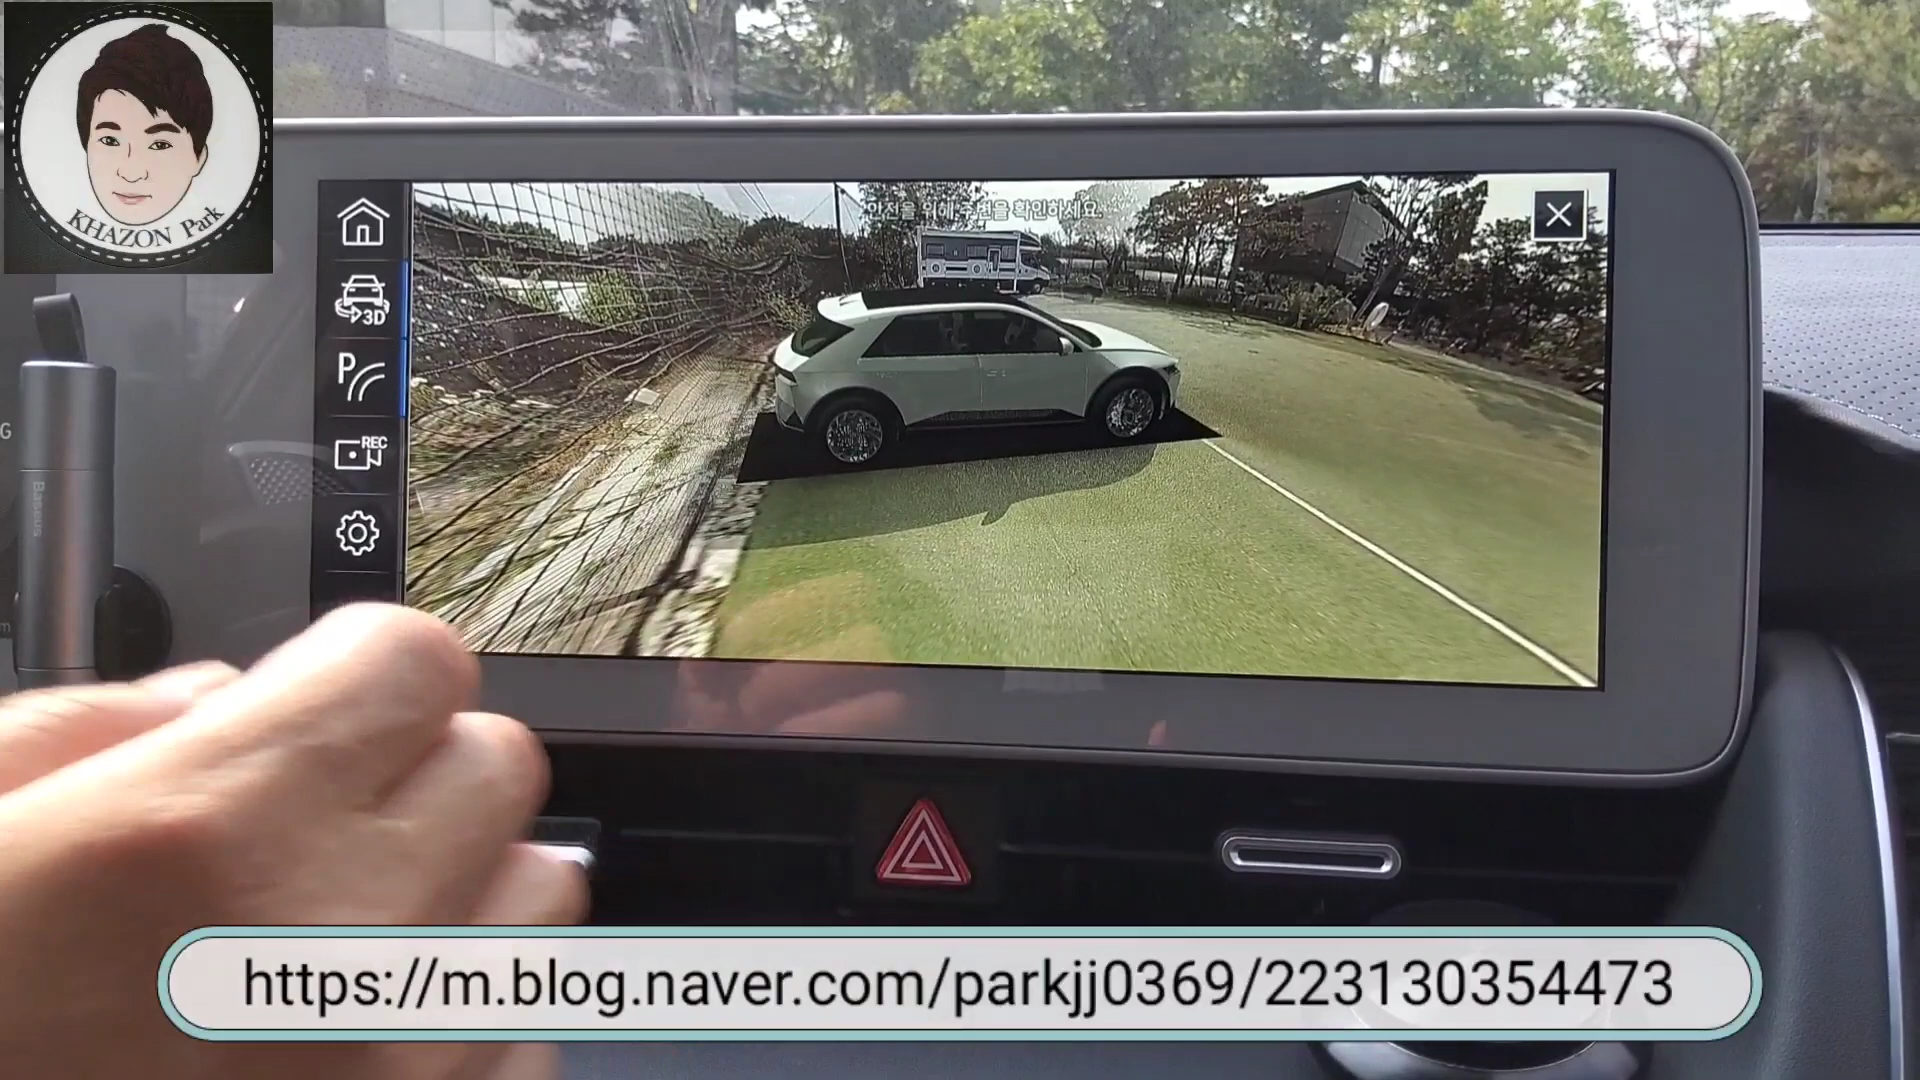 KHAZON Park
안전을 위해 주변을 확인하세요.
3D
P
REC
G
Baseus
m
https://m.blog.naver.com/parkjj0369/223130354473